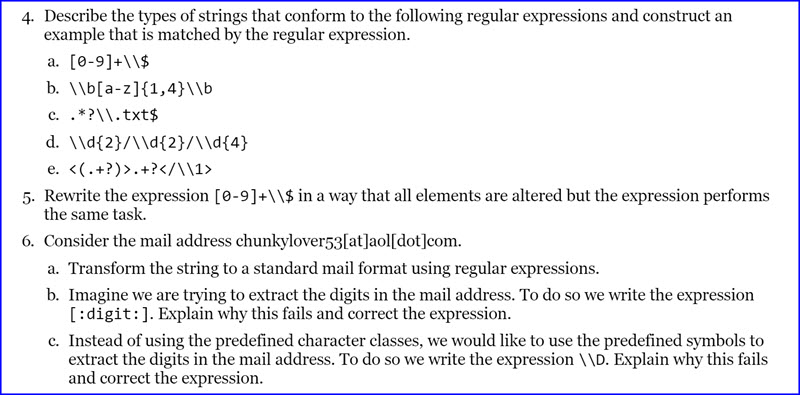 4. Describe the types of strings that conform to the following regular expressions and construct an
example that is matched by the regular expression.
a. [0-9]+\\$
b. \\b[a-z]{1,4}\\b
c. .*?\\.txt$
d. \\d{2}/\\d{2}/\\d{4}
e. <(.+?)>.+?</\\1>
5. Rewrite the expression [0-9]+\\$ in a way that all elements are altered but the expression performs
the same task.
6. Consider the mail address chunkylover53[at]aol[dot]com.
a. Transform the string to a standard mail format using regular expressions.
b. Imagine we are trying to extract the digits in the mail address. To do so we write the expression
[:digit:]. Explain why this fails and correct the expression.
c. Instead of using the predefined character classes, we would like to use the predefined symbols to
extract the digits in the mail address. To do so we write the expression \\D. Explain why this fails
and correct the expression.